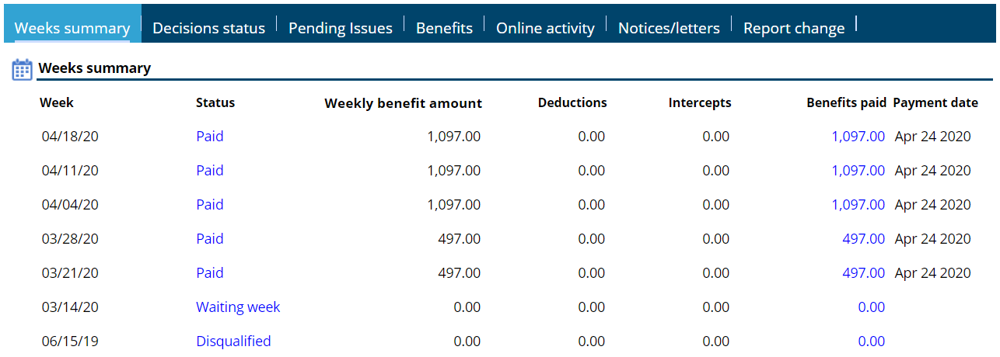 Weeks summary Decisions status Pending Issues Benefits Online activity Notices/letters Report change
Weeks summary
Week Status Weekly benefit amount Deductions Intercepts Benefits paid Payment date
04/18/20 Paid 1,097.00 0.00 0.00 1,097.00 Apr 24 2020
04/11/20 Paid 1,097.00 0.00 0.00 1,097.00 Apr 24 2020
04/04/20 Paid 1,097.00 0.00 0.00 1,097.00 Apr 24 2020
03/28/20 Paid 497.00 0.00 0.00 497.00 Apr 24 2020
03/21/20 Paid 497.00 0.00 0.00 497.00 Apr 24 2020
03/14/20 Waiting week 0.00 0.00 0.00 0.00
06/15/19 Disqualified 0.00 0.00 0.00 0.00